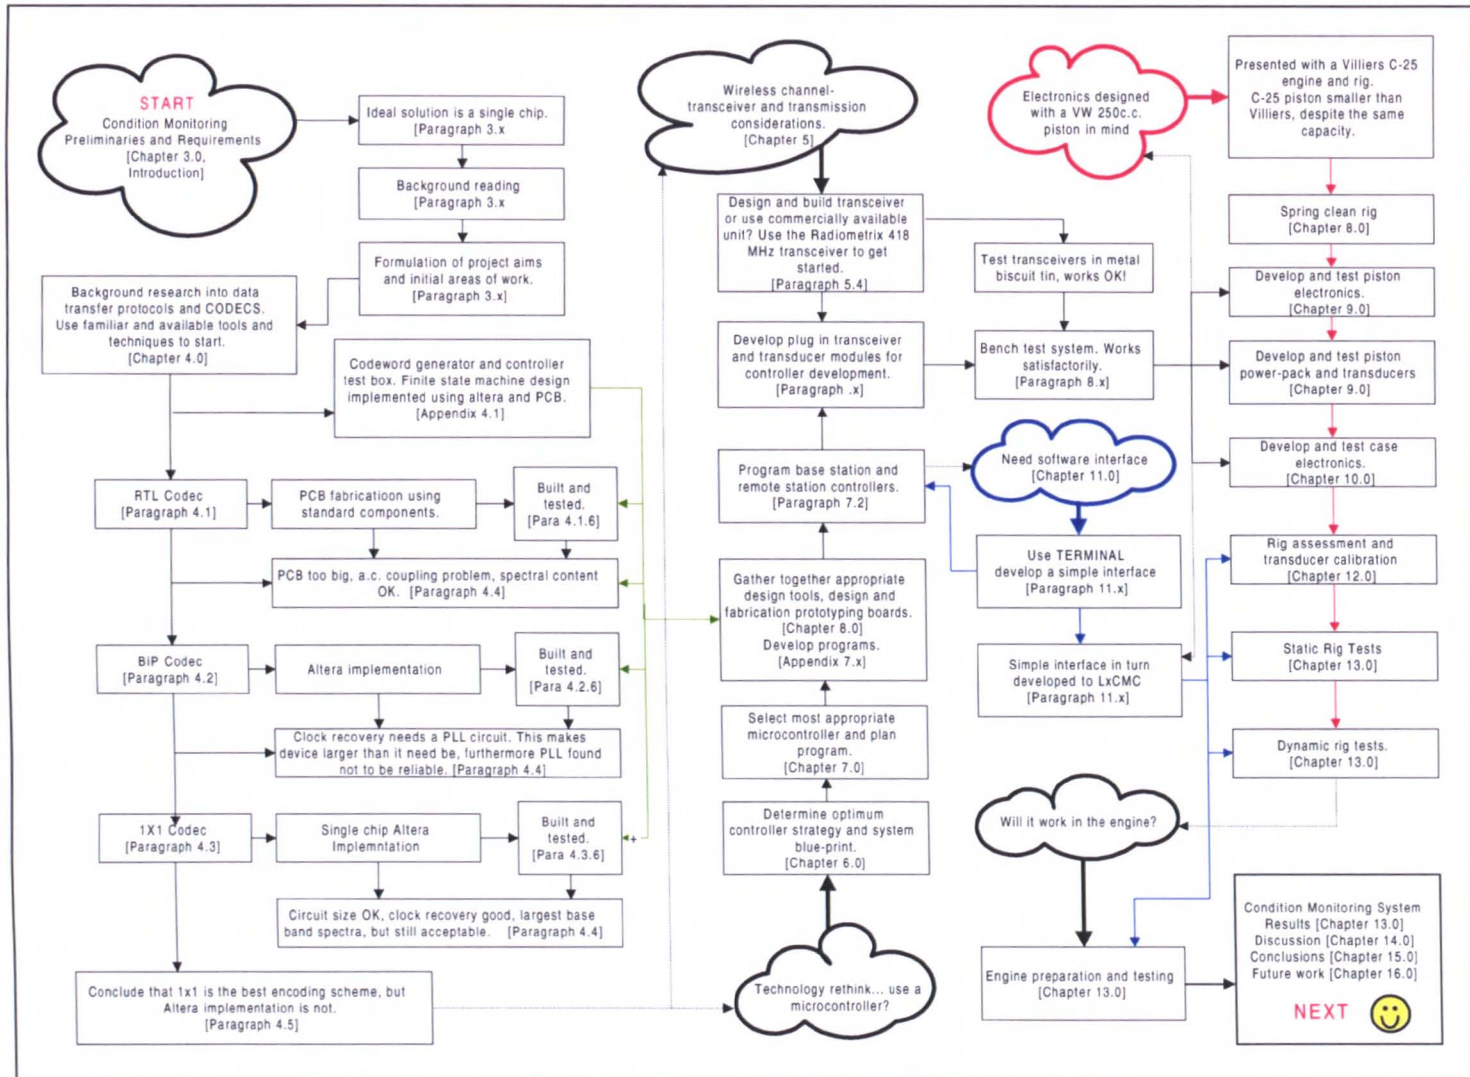 START
Condition Monitoring
Preliminaries and Requirements
[Chapter 3.0,
Introduction]
Ideal solution is a single chip.
[Paragraph 3.x
Background reading
[Paragraph 3.x
Formulation of project aims
and initial areas of work.
[Paragraph 3.x]
Background research into data
transfer protocols and CODECS.
Use familiar and available tools and
techniques to start.
[Chapter 4.0]
Codeword generator and controller
test box. Finite state machine design
implemented using altera and PCB.
[Appendix 4.1]
RTL Codec
[Paragraph 4.1]
PCB fabricatioon using
standard components.
Built and
tested.
[Para 4.1.6]
PCB too big, a.c. coupling problem, spectral content
OK. [Paragraph 4.4]
BiP Codec
[Paragraph 4.2]
Altera implementation
Built and
tested.
[Para 4.2.6]
Clock recovery needs a PLL circuit. This makes
device larger than it need be, furthermore PLL found
not to be reliable. [Paragraph 4.4]
1X1 Codec
[Paragraph 4.3]
Single chip Altera
Implemntation
Built and
tested.
[Para 4.3.6]
+
Circuit size OK, clock recovery good, largest base
band spectra, but still acceptable. [Paragraph 4.4]
Conclude that 1x1 is the best encoding scheme, but
Altera implementation is not.
[Paragraph 4.5]
Wireless channel-
transceiver and transmission
considerations.
[Chapter 5]
Design and build transceiver
or use commercially available
unit? Use the Radiometrix 418
MHz transceiver to get
started.
[Paragraph 5.4]
Test transceivers in metal
biscuit tin, works OK!
Develop plug in transceiver
and transducer modules for
controller development.
[Paragraph .x]
Bench test system. Works
satisfactorily.
[Paragraph 8.x]
Program base station and
remote station controllers.
[Paragraph 7.2]
Need software interface
[Chapter 11.0]
Use TERMINAL
develop a simple interface
[Paragraph 11.x]
Gather together appropriate
design tools, design and
fabrication prototyping boards.
[Chapter 8.0]
Develop programs.
[Appendix 7.x]
Simple interface in turn
developed to LxCMC
[Paragraph 11.x]
Select most appropriate
microcontroller and plan
program.
[Chapter 7.0]
Determine optimum
controller strategy and system
blue-print.
[Chapter 6.0]
Technology rethink... use a
microcontroller?
Electronics designed
with a VW 250c.c.
piston in mind
Presented with a Villiers C-25
engine and rig.
C-25 piston smaller than
Villiers, despite the same
capacity.
Spring clean rig
[Chapter 8.0]
Develop and test piston
electronics.
[Chapter 9.0]
Develop and test piston
power-pack and transducers
[Chapter 9.0]
Develop and test case
electronics.
[Chapter 10.0]
Rig assessment and
transducer calibration
[Chapter 12.0]
Static Rig Tests
[Chapter 13.0]
Dynamic rig tests.
[Chapter 13.0]
Will it work in the engine?
Engine preparation and testing
[Chapter 13.0]
Condition Monitoring System
Results [Chapter 13.0]
Discussion [Chapter 14.0]
Conclusions [Chapter 15.0]
Future work [Chapter 16.0]
NEXT